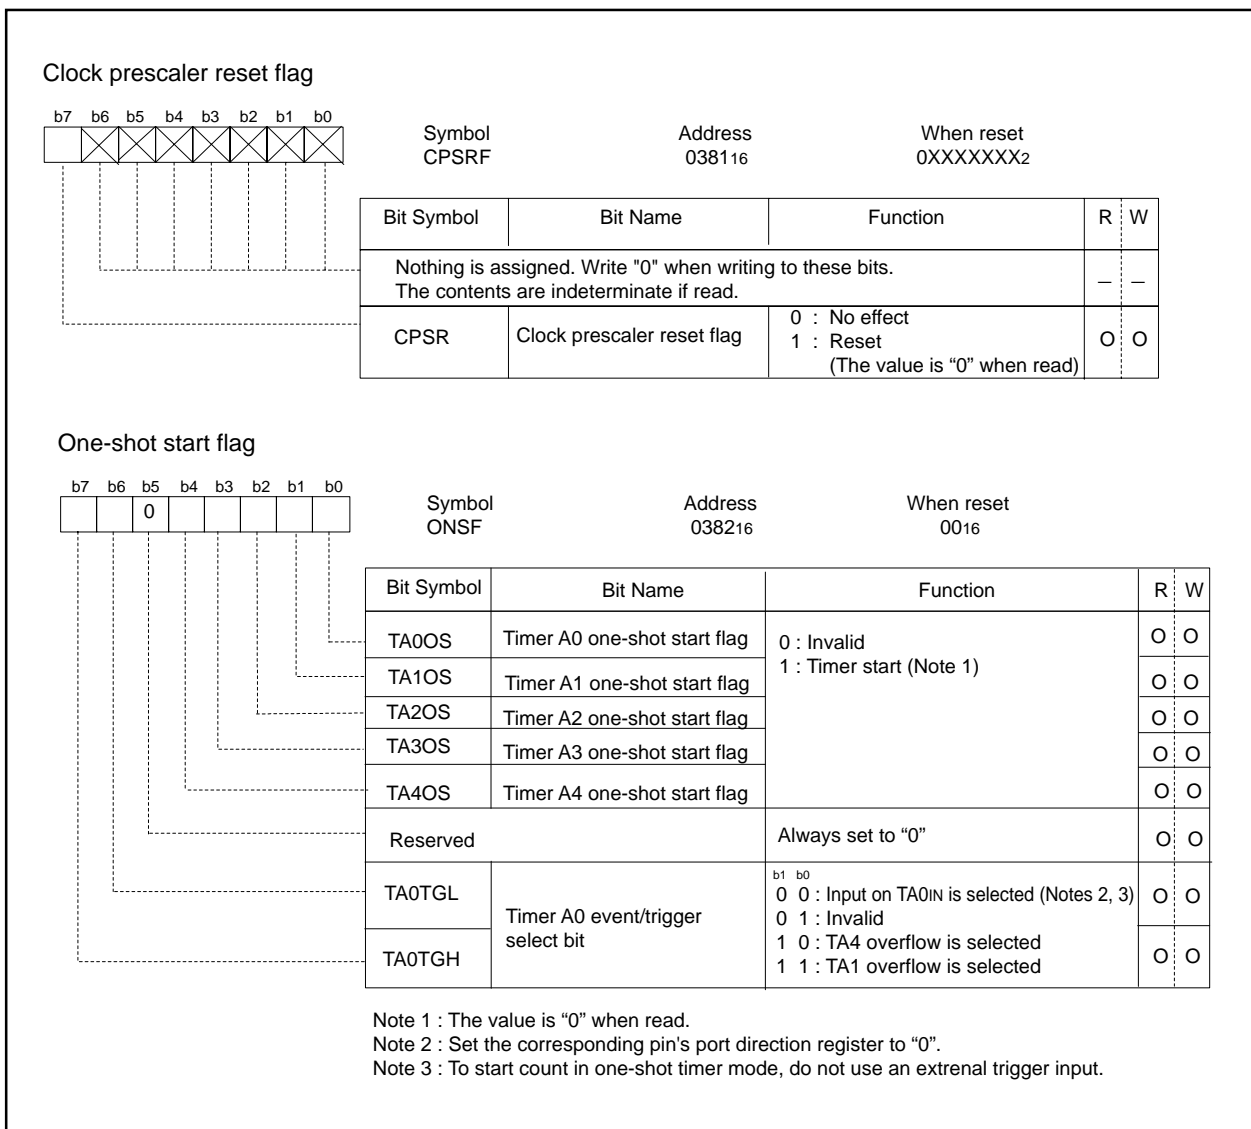 Clock prescaler reset flag
b7 b6 b5 b4 b3 b2 b1 b0
Symbol Address When reset
CPSRF 038116 0XXXXXXX2
Bit Symbol Bit Name Function R W
Nothing is assigned. Write "0" when writing to these bits.
The contents are indeterminate if read.
– –
CPSR Clock prescaler reset flag
0 : No effect
1 : Reset
(The value is “0” when read)
O O
One-shot start flag
b7 b6 b5 b4 b3 b2 b1 b0
0
Symbol Address When reset
ONSF 038216 0016
Bit Symbol Bit Name Function R W
TA0OS Timer A0 one-shot start flag 0 : Invalid O O
1 : Timer start (Note 1)
TA1OS Timer A1 one-shot start flag O O
TA2OS Timer A2 one-shot start flag O O
TA3OS Timer A3 one-shot start flag O O
TA4OS Timer A4 one-shot start flag O O
Reserved Always set to “0” O O
TA0TGL Timer A0 event/trigger
select bit
b1 b0
0 0 : Input on TA0IN is selected (Notes 2, 3) O O
0 1 : Invalid
1 0 : TA4 overflow is selected
1 1 : TA1 overflow is selected
TA0TGH O O
Note 1 : The value is “0” when read.
Note 2 : Set the corresponding pin's port direction register to “0”.
Note 3 : To start count in one-shot timer mode, do not use an extrenal trigger input.